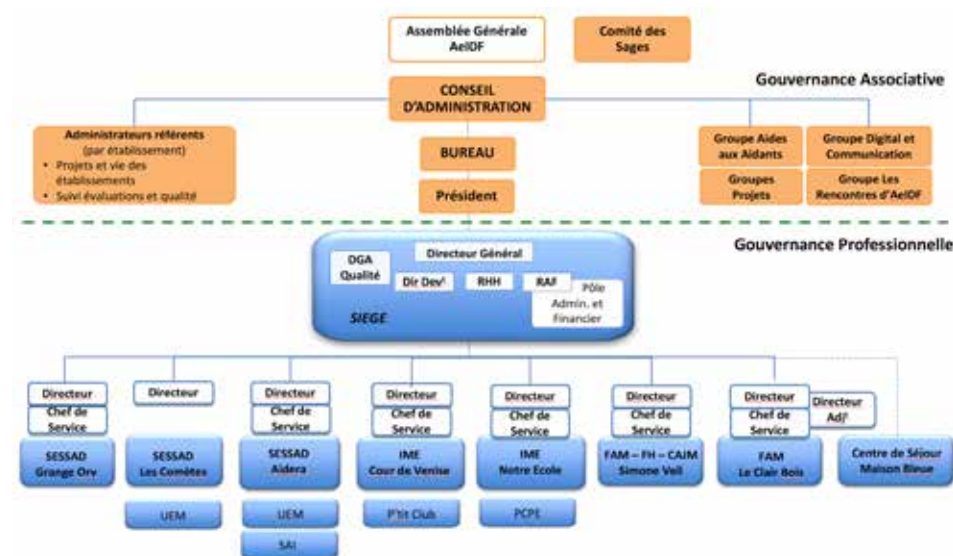 Assemblée Générale
AeIDF
Comité des
Sages
Gouvernance Associative
CONSEIL
D'ADMINISTRATION
Administrateurs référents
(par établissement)
• Projets et vie des
établissements
• Suivi évaluations et qualité
BUREAU
Président
Groupe Aides
aux Aidants
Groupe Digital et
Communication
Groupes
Projets
Groupe Les
Rencontres d'AeIDF
Gouvernance Professionnelle
DGA
Qualité
Directeur Général
Dir Devt
RHH
RAF
Pôle
Admin. et
Financier
SIEGE
Directeur
Chef de
Service
SESSAD
Grange Ory
Directeur
SESSAD
Les Comètes
UEM
Directeur
Chef de
Service
SESSAD
Aidera
UEM
SAI
Directeur
Chef de
Service
IME
Cour de Venise
P'tit Club
Directeur
Chef de
Service
IME
Notre Ecole
PCPE
Directeur
Chef de
Service
FAM – FH – CAJM
Simone Veil
Directeur
Chef de
Service
Directeur
Adjt
FAM
Le Clair Bois
Centre de Séjour
Maison Bleue